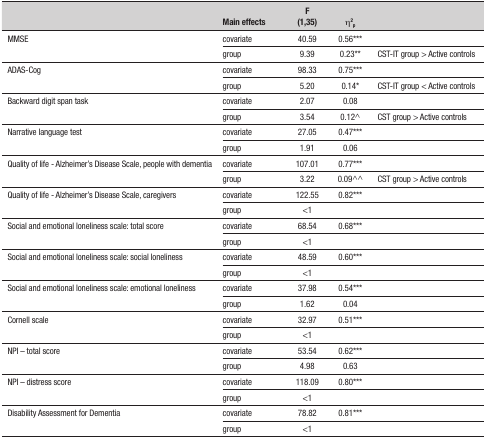 Main effects F (1,35) η²ₚ
MMSE covariate 40.59 0.56***
group 9.39 0.23** CST-IT group > Active controls
ADAS-Cog covariate 98.33 0.75***
group 5.20 0.14* CST-IT group < Active controls
Backward digit span task covariate 2.07 0.08
group 3.54 0.12^ CST group > Active controls
Narrative language test covariate 27.05 0.47***
group 1.91 0.06
Quality of life - Alzheimer's Disease Scale, people with dementia covariate 107.01 0.77***
group 3.22 0.09^^ CST group > Active controls
Quality of life - Alzheimer's Disease Scale, caregivers covariate 122.55 0.82***
group <1
Social and emotional loneliness scale: total score covariate 68.54 0.68***
group <1
Social and emotional loneliness scale: social loneliness covariate 48.59 0.60***
group <1
Social and emotional loneliness scale: emotional loneliness covariate 37.98 0.54***
group 1.62 0.04
Cornell scale covariate 32.97 0.51***
group <1
NPI – total score covariate 53.54 0.62***
group 4.98 0.63
NPI – distress score covariate 118.09 0.80***
group <1
Disability Assessment for Dementia covariate 78.82 0.81***
group <1